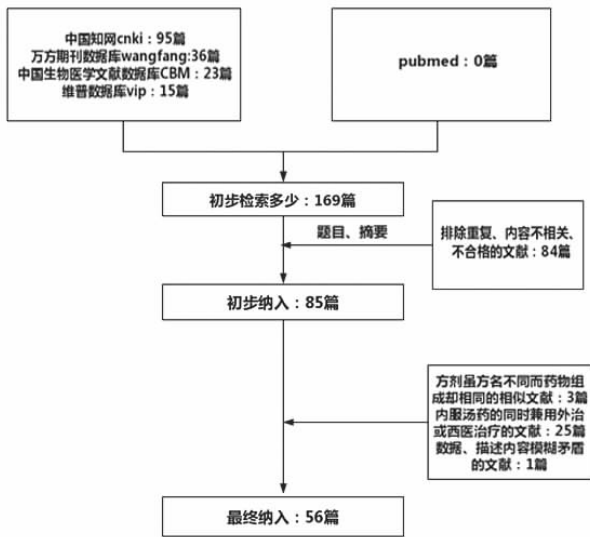 中国知网cnki：95篇
万方期刊数据库wangfang:36篇
中国生物医学文献数据库CBM：23篇
维普数据库vip：15篇
pubmed：0篇
初步检索多少：169篇
题目、摘要
排除重复、内容不相关、
不合格的文献：84篇
初步纳入：85篇
方剂虽方名不同而药物组
成却相同的相似文献：3篇
内服汤药的同时兼用外治
或西医治疗的文献：25篇
数据、描述内容模糊矛盾
的文献：1篇
最终纳入：56篇